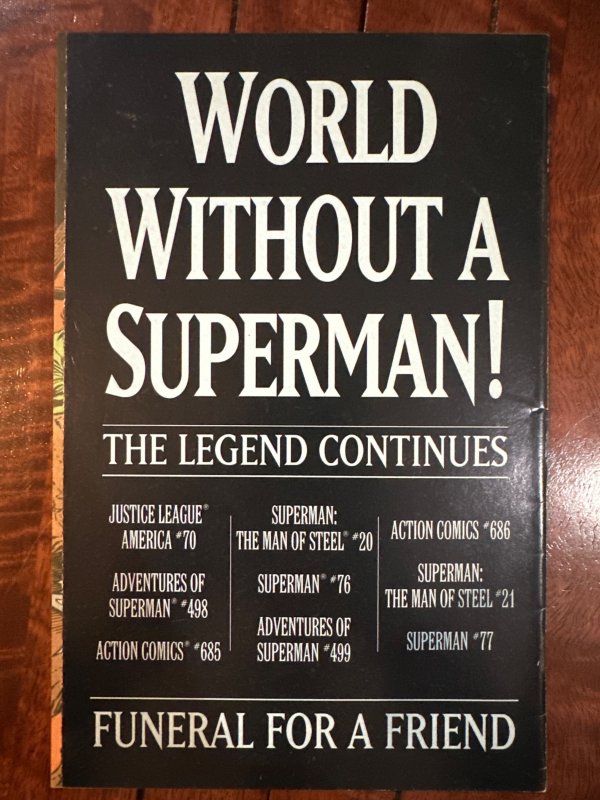 WORLD
WITHOUT A
SUPERMAN!
THE LEGEND CONTINUES
JUSTICE LEAGUE®
AMERICA #70
ADVENTURES OF
SUPERMAN® #498
ACTION COMICS® #685
SUPERMAN:
THE MAN OF STEEL® #20
SUPERMAN® #76
ADVENTURES OF
SUPERMAN #499
ACTION COMICS #686
SUPERMAN:
THE MAN OF STEEL #21
SUPERMAN #77
FUNERAL FOR A FRIEND